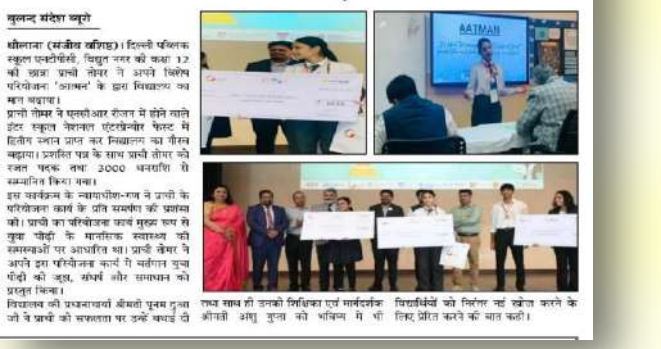 बुलन्द संदेश ब्यूरो
धौलाना (संजीव वशिष्ठ)। दिल्ली पब्लिक
स्कूल एनटीपीसी, विद्युत नगर की कक्षा 12
की छात्रा प्राची तोमर ने अपने विशेष
परियोजना 'आत्मन' के द्वारा विद्यालय का
मान बढ़ाया।
प्राची तोमर ने एनसीआर रीजन में होने वाले
इंटर स्कूल नेशनल एंटरप्रेन्योर फेस्ट में
द्वितीय स्थान प्राप्त कर विद्यालय का गौरव
बढ़ाया। प्रशस्ति पत्र के साथ प्राची तोमर को
रजत पदक तथा 3000 धनराशि से
सम्मानित किया गया।
इस कार्यक्रम के न्यायाधीश-गण ने प्राची के
परियोजना कार्य के प्रति समर्पण की प्रशंसा
की। प्राची का परियोजना कार्य मुख्य रूप से
युवा पीढ़ी के मानसिक स्वास्थ्य की
समस्याओं पर आधारित था। प्राची तोमर ने
अपने इस परियोजना कार्य में वर्तमान युवा
पीढ़ी की जूझ, संघर्ष और समाधान को
प्रस्तुत किया।
विद्यालय की प्रधानाचार्या श्रीमती पूनम दुआ
जी ने प्राची को सफलता पर उन्हें बधाई दी
तथा साथ ही उनकी शिक्षिका एवं मार्गदर्शक
श्रीमती अंशु गुप्ता को भविष्य में भी
विद्यार्थियों को निरंतर नई खोज करने के
लिए प्रेरित करने की बात कही।
AATMAN